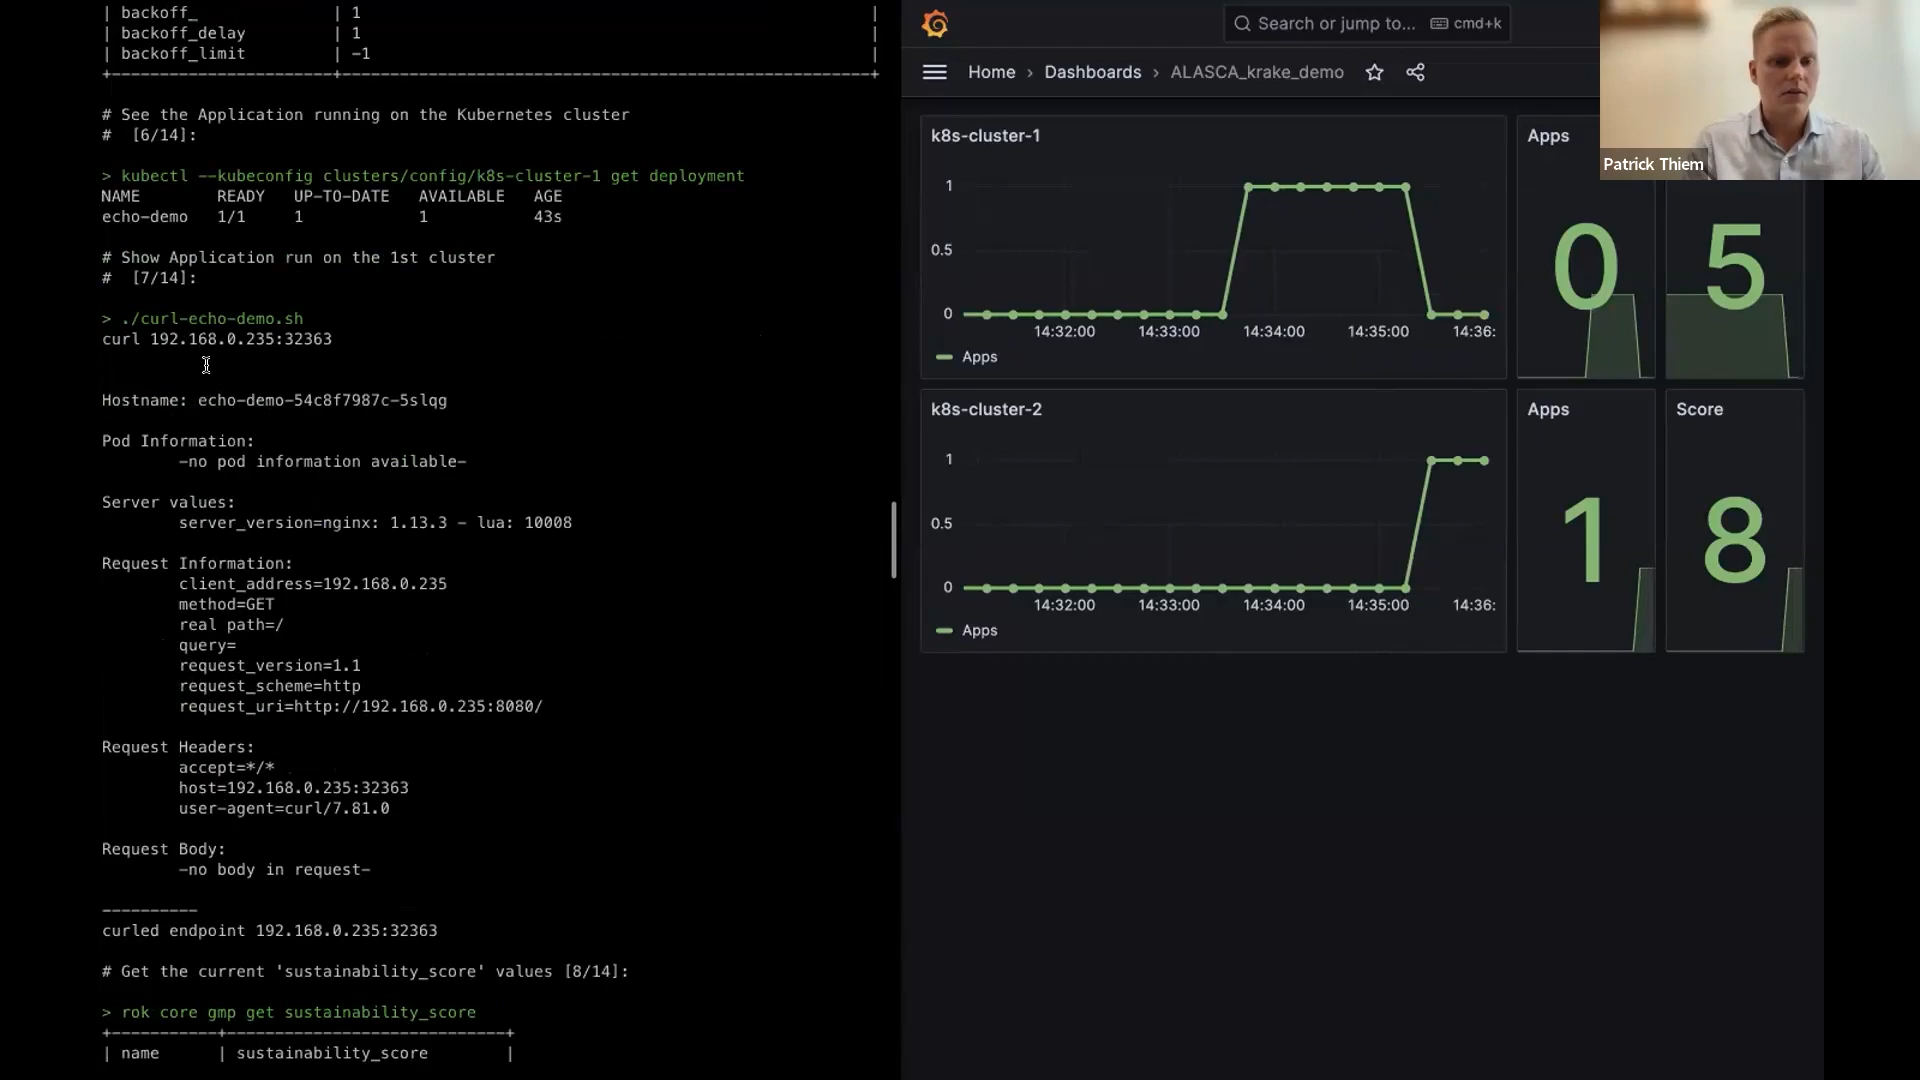 | backoff_ | 1 |
| backoff_delay | 1 |
| backoff_limit | -1 |
+------------------------+--------------------------------------------------------+
# See the Application running on the Kubernetes cluster
#  [6/14]:
> kubectl --kubeconfig clusters/config/k8s-cluster-1 get deployment
NAME READY UP-TO-DATE AVAILABLE AGE
echo-demo 1/1 1 1 43s
# Show Application run on the 1st cluster
#  [7/14]:
> ./curl-echo-demo.sh
curl 192.168.0.235:32363
Hostname: echo-demo-54c8f7987c-5slqg
Pod Information:
-no pod information available-
Server values:
server_version=nginx: 1.13.3 - lua: 10008
Request Information:
client_address=192.168.0.235
method=GET
real path=/
query=
request_version=1.1
request_scheme=http
request_uri=http://192.168.0.235:8080/
Request Headers:
accept=*/*
host=192.168.0.235:32363
user-agent=curl/7.81.0
Request Body:
-no body in request-
----------
curled endpoint 192.168.0.235:32363
# Get the current 'sustainability_score' values [8/14]:
> rok core gmp get sustainability_score
+-----------+-----------------------------+
| name | sustainability_score |
Search or jump to... cmd+k
Home › Dashboards › ALASCA_krake_demo
Patrick Thiem
k8s-cluster-1
1
0.5
0
14:32:00 14:33:00 14:34:00 14:35:00 14:36:
Apps
Apps
0
5
k8s-cluster-2
1
0.5
0
14:32:00 14:33:00 14:34:00 14:35:00 14:36:
Apps
Apps
1
Score
8